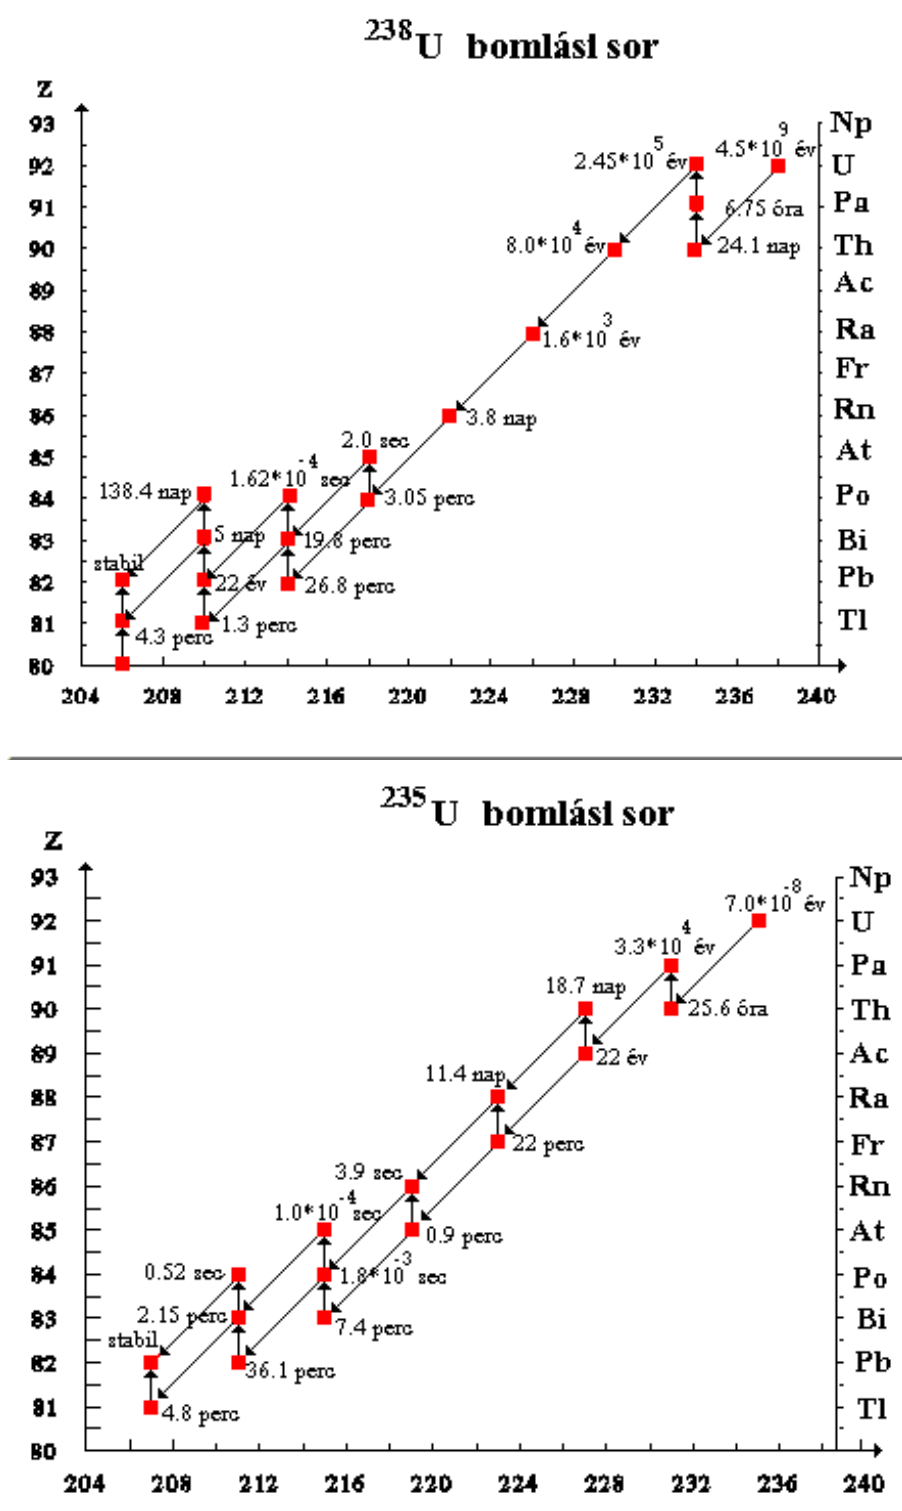 238U bomlási sor
Z
93 Np
2.45*10^5 év 4.5*10^9 év
92 U
91 6.75 óra Pa
90 8.0*10^4 év 24.1 nap Th
89 Ac
88 1.6*10^3 év Ra
87 Fr
86 3.8 nap Rn
85 2.0 sec At
84 138.4 nap 1.62*10^-4 sec 3.05 perc Po
83 5 nap 19.8 perc Bi
82 stabil 22 év 26.8 perc Pb
81 4.3 perc 1.3 perc Tl
80
204 208 212 216 220 224 228 232 236 240
235U bomlási sor
Z
93 Np
7.0*10^-8 év
92 U
3.3*10^4 év
91 Pa
90 18.7 nap 25.6 óra Th
89 22 év Ac
88 11.4 nap Ra
87 22 perc Fr
86 3.9 sec Rn
85 1.0*10^-4 sec 0.9 perc At
84 0.52 sec 1.8*10^-3 sec Po
83 2.15 perc 7.4 perc Bi
82 stabil 36.1 perc Pb
81 4.8 perc Tl
80
204 208 212 216 220 224 228 232 236 240